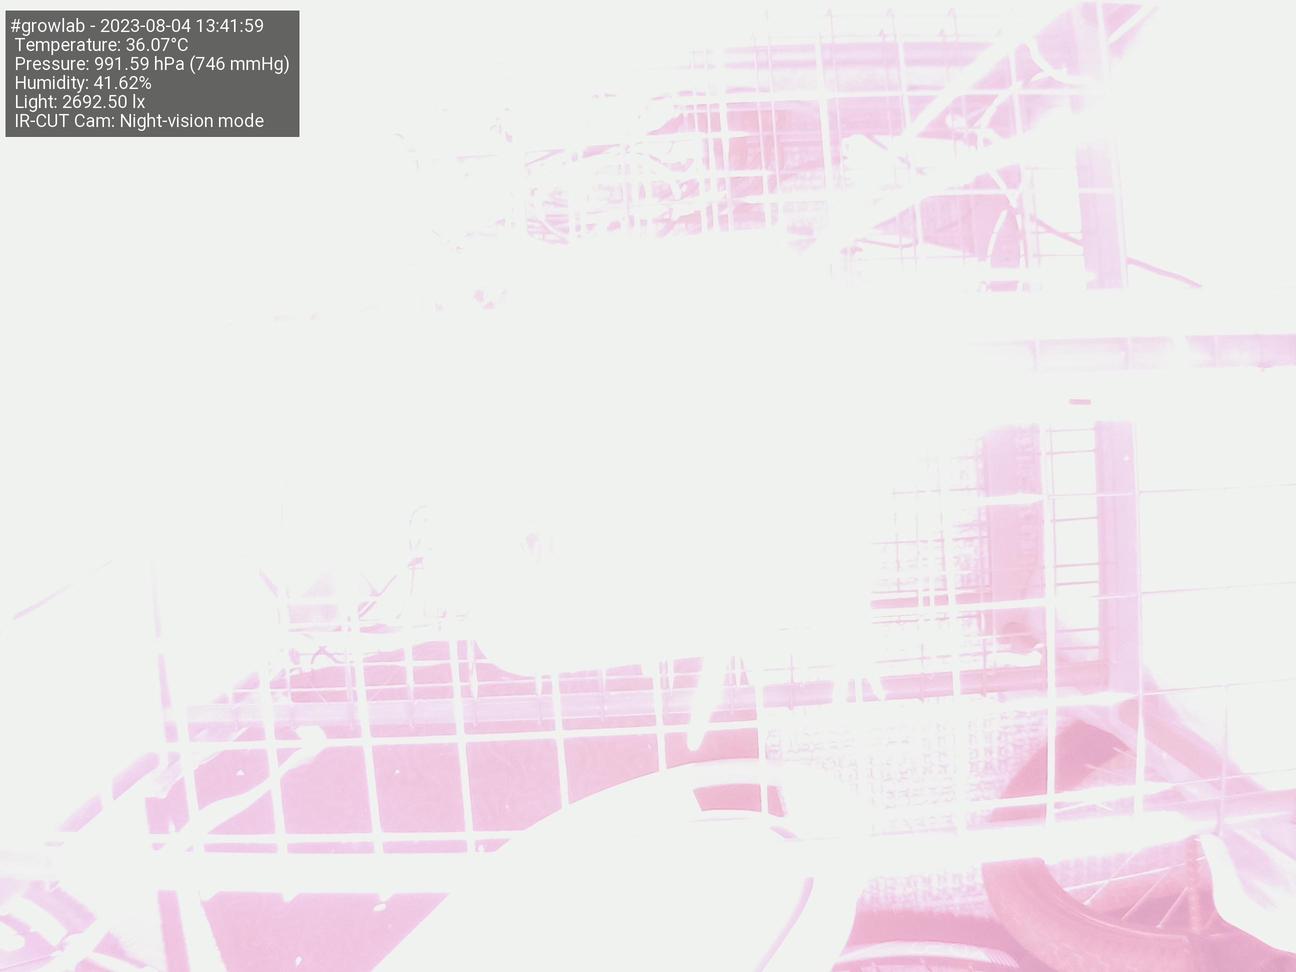 #growlab - 2023-08-04 13:41:59
Temperature: 36.07°C
Pressure: 991.59 hPa (746 mmHg)
Humidity: 41.62%
Light: 2692.50 lx
IR-CUT Cam: Night-vision mode